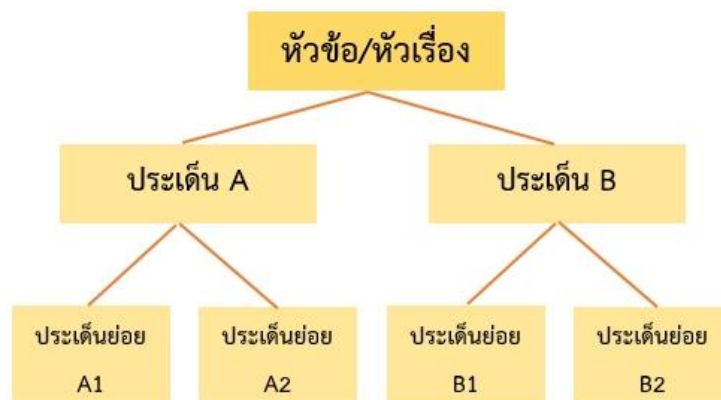 หัวข้อ/หัวเรื่อง
ประเด็น A
ประเด็น B
ประเด็นย่อย
A1
ประเด็นย่อย
A2
ประเด็นย่อย
B1
ประเด็นย่อย
B2